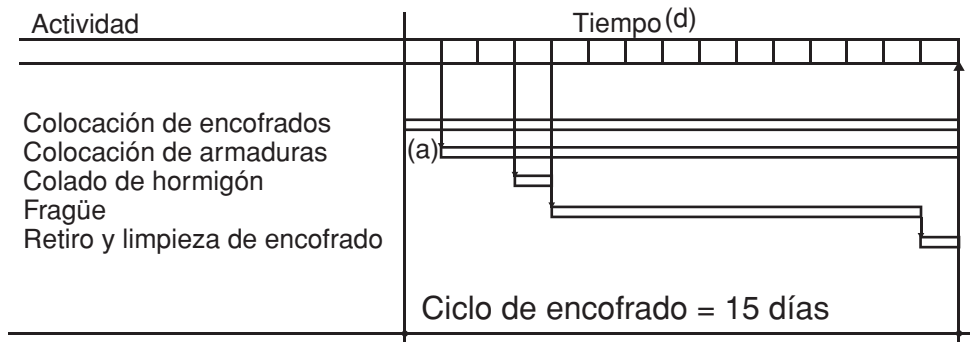 Actividad Tiempo (d)
Colocación de encofrados
Colocación de armaduras (a)
Colado de hormigón
Fragüe
Retiro y limpieza de encofrado
Ciclo de encofrado = 15 días